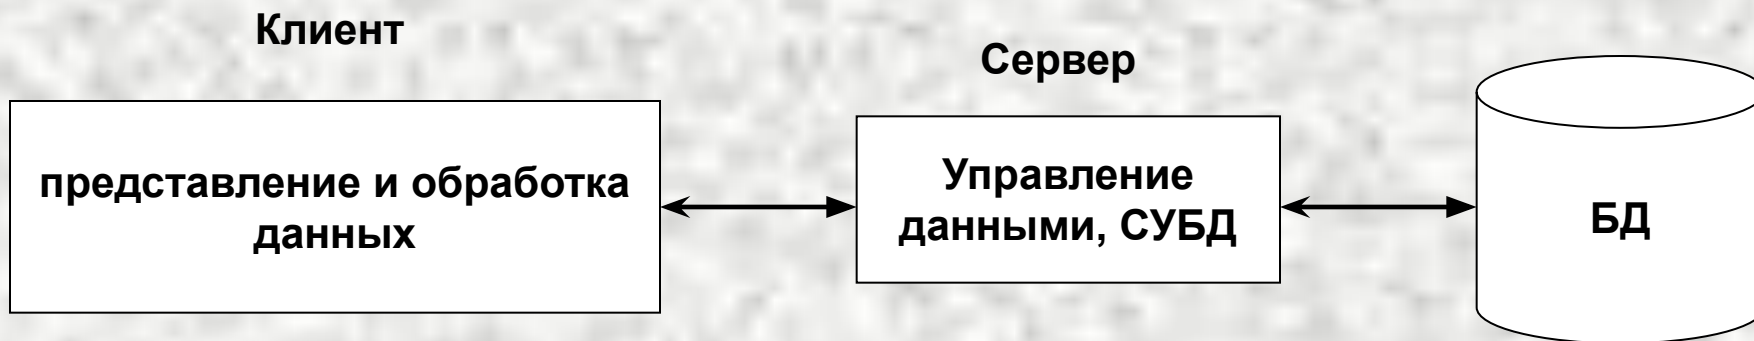 Клиент
Сервер
представление и обработка
данных
Управление
данными, СУБД
БД